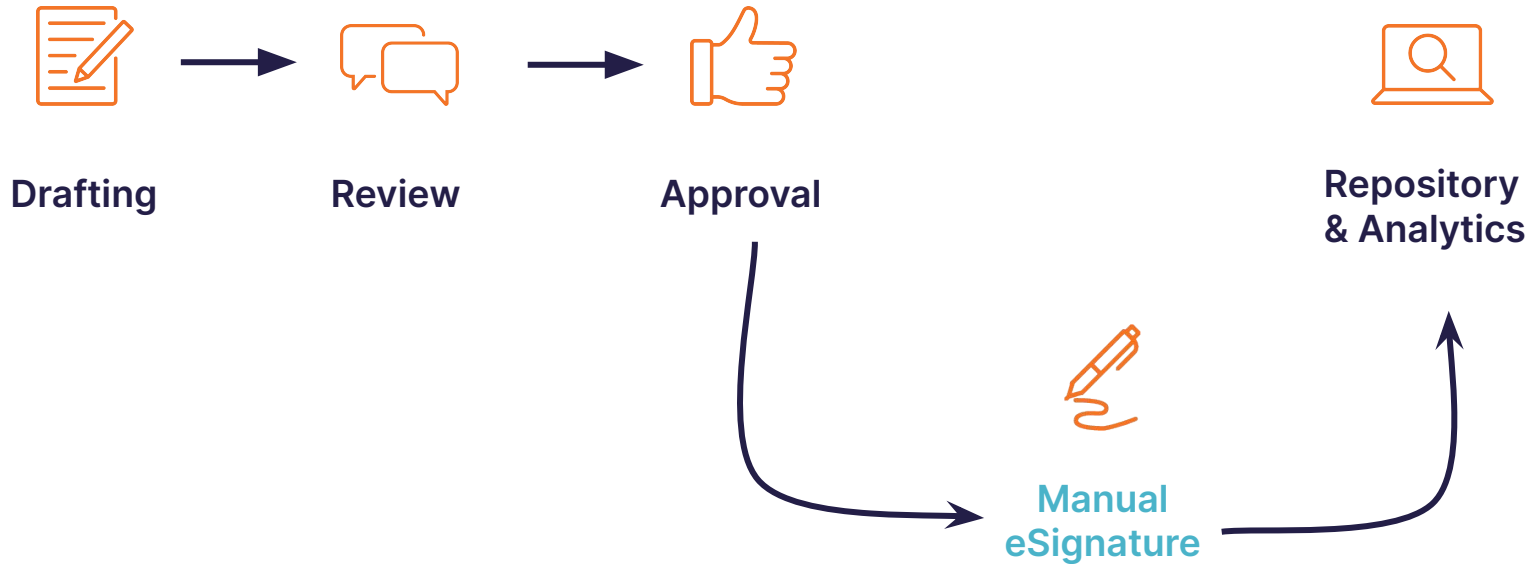 Drafting
Review
Approval
Repository
& Analytics
Manual
eSignature